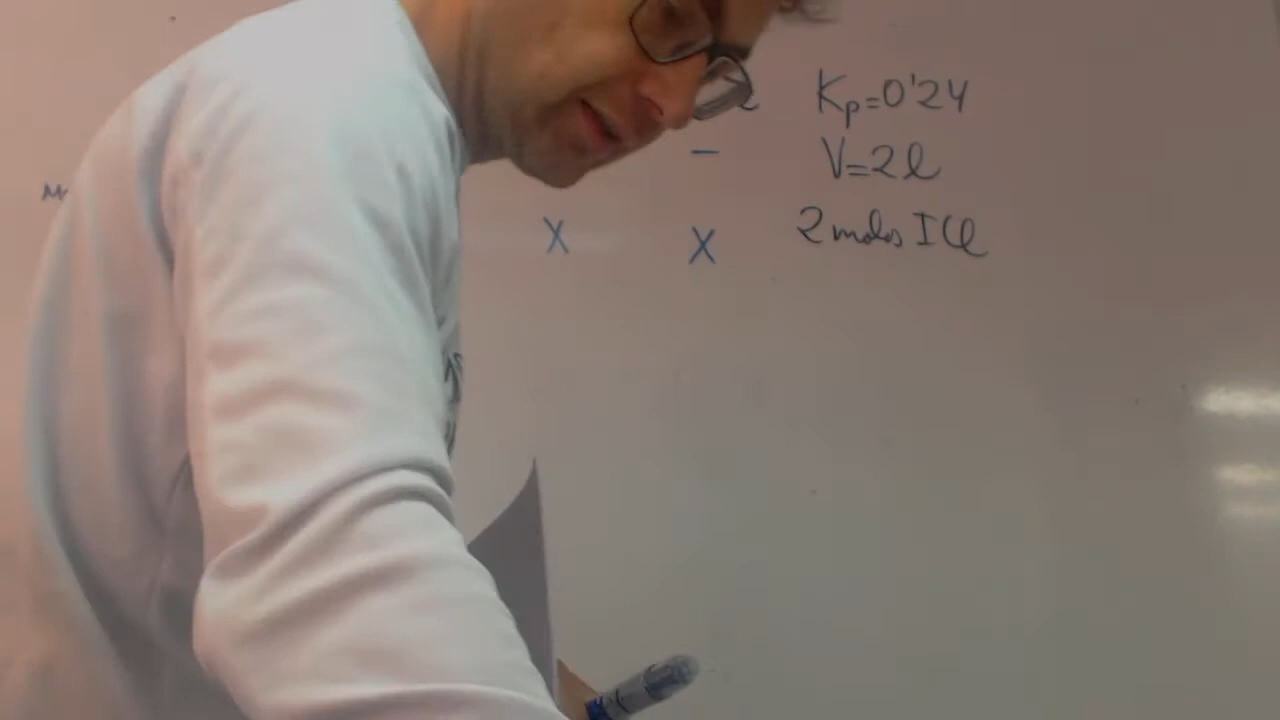 Kp=0'24
–
V=2l
X X
2 moles ICl